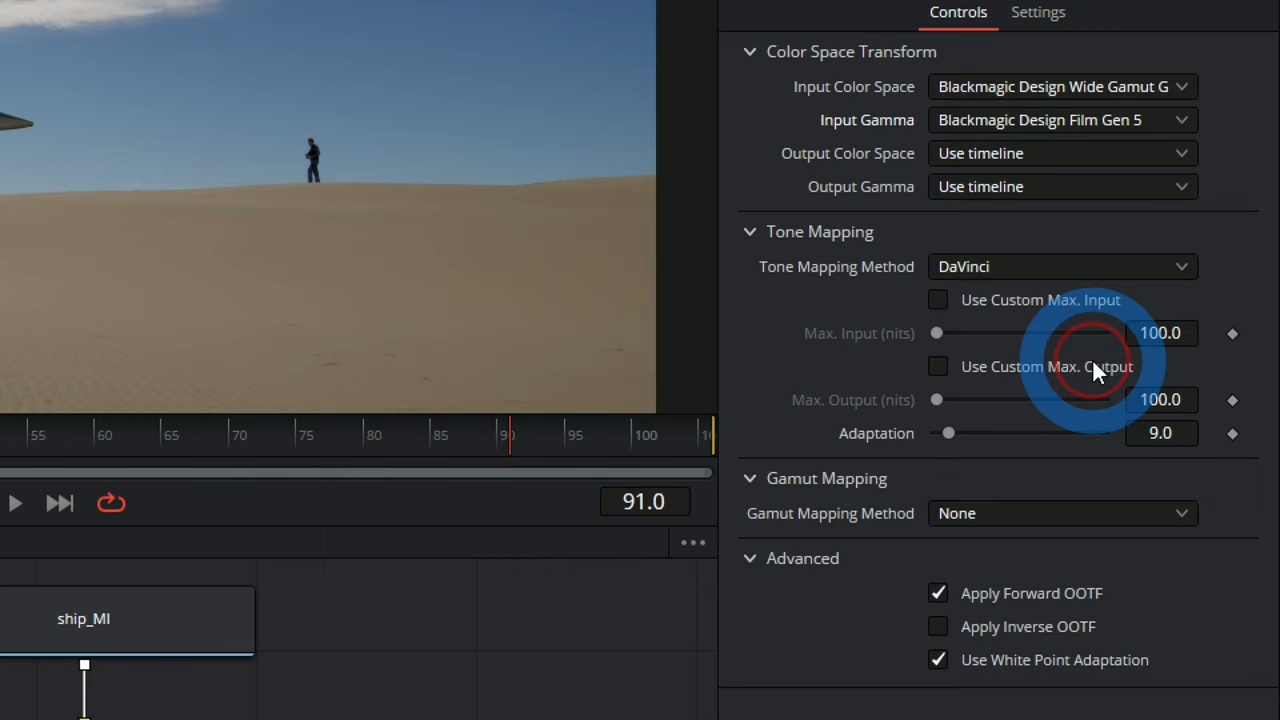 Controls Settings
Color Space Transform
Input Color Space Blackmagic Design Wide Gamut G
Input Gamma Blackmagic Design Film Gen 5
Output Color Space Use timeline
Output Gamma Use timeline
Tone Mapping
Tone Mapping Method DaVinci
Use Custom Max. Input
Max. Input (nits) 100.0
Use Custom Max. Output
Max. Output (nits) 100.0
Adaptation 9.0
55 60 65 70 75 80 85 90 95 100
91.0
Gamut Mapping
Gamut Mapping Method None
Advanced
Apply Forward OOTF
Apply Inverse OOTF
Use White Point Adaptation
ship_MI